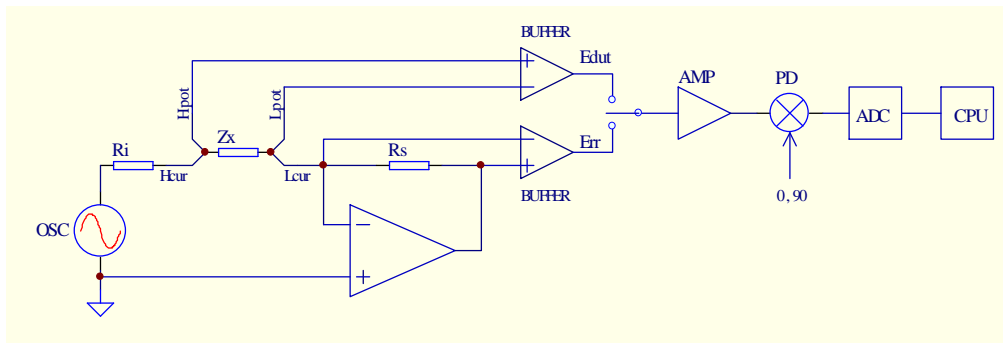 BUFFER
Edut
AMP
PD
Hpot
Lpot
ADC
CPU
Zx
Err
Ri
Rs
Hcur
Lcur
BUFFER
0, 90
OSC